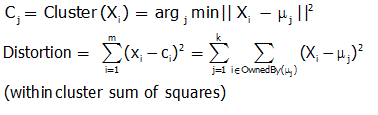 C_j = Cluster(X_i) = arg_j min || X_i − μ_j ||²
Distortion = ∑_{i=1}^{m} (x_i − c_i)² = ∑_{j=1}^{k} ∑_{i∈OwnedBy(μ_j)} (X_i − μ_j)²
(within cluster sum of squares)